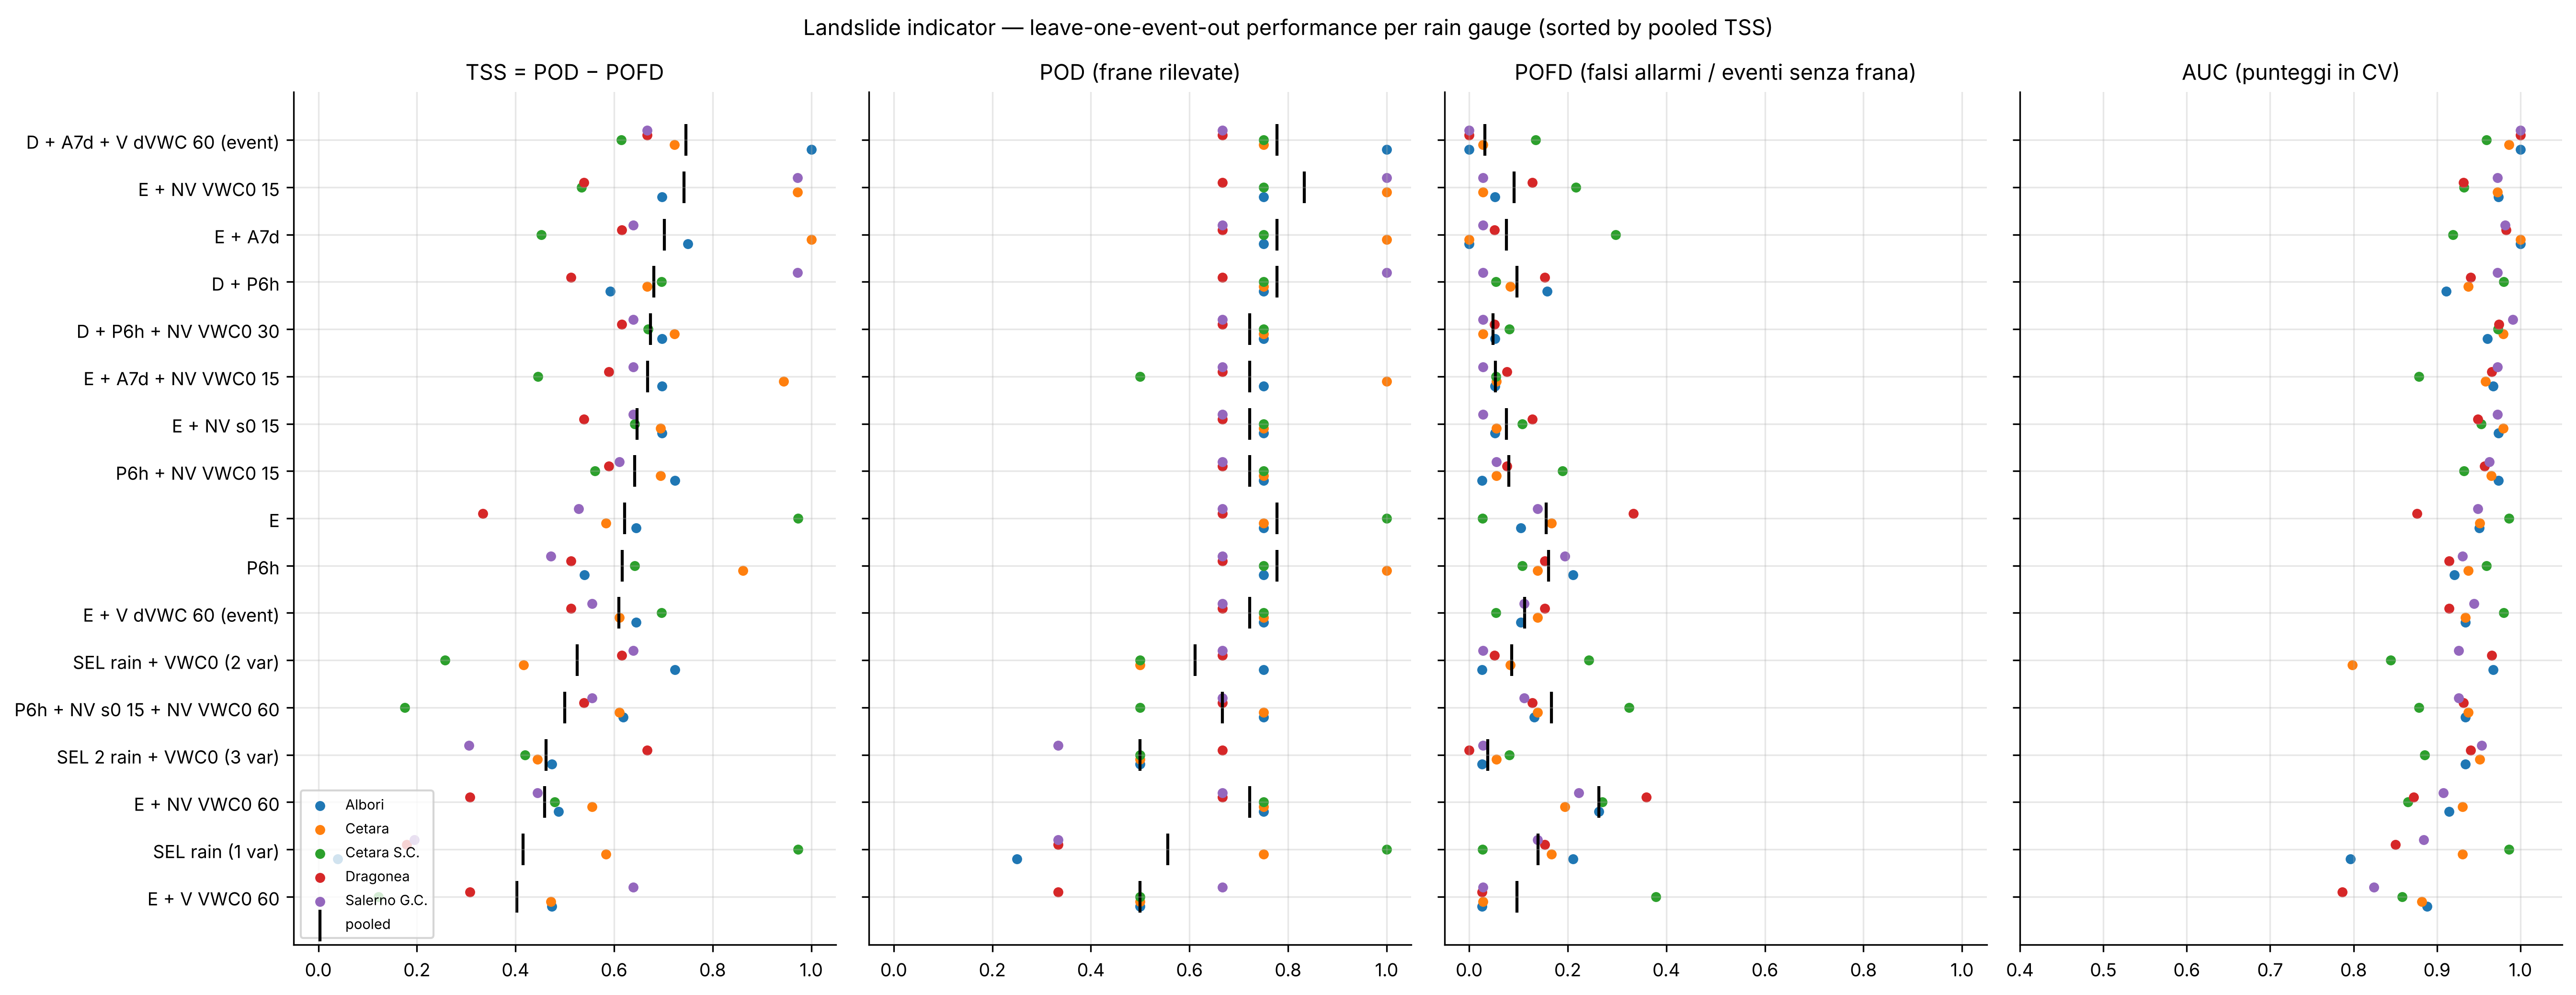 Landslide indicator — leave-one-event-out performance per rain gauge (sorted by pooled TSS)
TSS = POD − POFD
POD (frane rilevate)
POFD (falsi allarmi / eventi senza frana)
AUC (punteggi in CV)
D + A7d + V dVWC 60 (event)
E + NV VWC0 15
E + A7d
D + P6h
D + P6h + NV VWC0 30
E + A7d + NV VWC0 15
E + NV s0 15
P6h + NV VWC0 15
E
P6h
E + V dVWC 60 (event)
SEL rain + VWC0 (2 var)
P6h + NV s0 15 + NV VWC0 60
SEL 2 rain + VWC0 (3 var)
E + NV VWC0 60
SEL rain (1 var)
E + V VWC0 60
Albori
Cetara
Cetara S.C.
Dragonea
Salerno G.C.
pooled
0.0 0.2 0.4 0.6 0.8 1.0
0.0 0.2 0.4 0.6 0.8 1.0
0.0 0.2 0.4 0.6 0.8 1.0
0.4 0.5 0.6 0.7 0.8 0.9 1.0